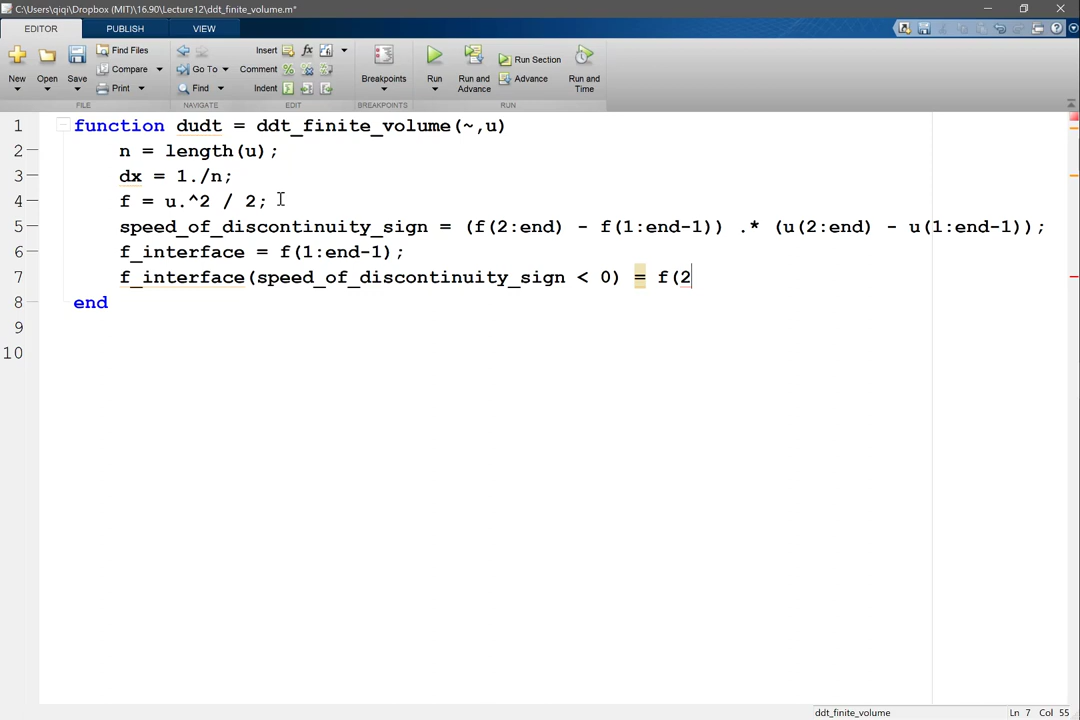 C:\Users\qiqi\Dropbox (MIT)\16.90\Lecture12\ddt_finite_volume.m*
EDITOR PUBLISH VIEW
New Open Save Find Files Compare Print
Go To Find
Insert fx
Comment
Indent
Breakpoints
Run Run and Advance Run Section Advance Run and Time
FILE NAVIGATE EDIT BREAKPOINTS RUN
1 function dudt = ddt_finite_volume(~,u)
2 n = length(u);
3 dx = 1./n;
4 f = u.^2 / 2;
5 speed_of_discontinuity_sign = (f(2:end) - f(1:end-1)) .* (u(2:end) - u(1:end-1));
6 f_interface = f(1:end-1);
7 f_interface(speed_of_discontinuity_sign < 0) = f(2
8 end
9
10
ddt_finite_volume Ln 7 Col 55